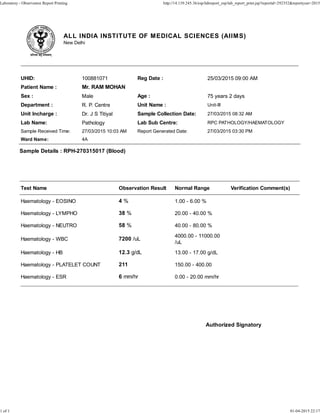 Laboratory - Observation Report Printing
http://14.139.245.34/esp/labreport_esp/lab_report_print.jsp?reportid=292352&reportyear=2015
ALL INDIA INSTITUTE OF MEDICAL SCIENCES (AIIMS)
New Delhi
UHID: 100881071 Reg Date : 25/03/2015 09:00 AM
Patient Name : Mr. RAM MOHAN
Sex : Male Age : 75 years 2 days
Department : R. P. Centre Unit Name : Unit-III
Unit Incharge : Dr. J S Titiyal Sample Collection Date: 27/03/2015 08:32 AM
Lab Name: Pathology Lab Sub Centre: RPC PATHOLOGY/HAEMATOLOGY
Sample Received Time: 27/03/2015 10:03 AM Report Generated Date: 27/03/2015 03:30 PM
Ward Name: 4A
Sample Details : RPH-270315017 (Blood)
Test Name Observation Result Normal Range Verification Comment(s)
Haematology - EOSINO 4 % 1.00 - 6.00 %
Haematology - LYMPHO 38 % 20.00 - 40.00 %
Haematology - NEUTRO 58 % 40.00 - 80.00 %
Haematology - WBC 7200 /uL 4000.00 - 11000.00
/uL
Haematology - HB 12.3 g/dL 13.00 - 17.00 g/dL
Haematology - PLATELET COUNT 211 150.00 - 400.00
Haematology - ESR 6 mm/hr 0.00 - 20.00 mm/hr
Authorized Signatory
1 of 1 01-04-2015 22:17